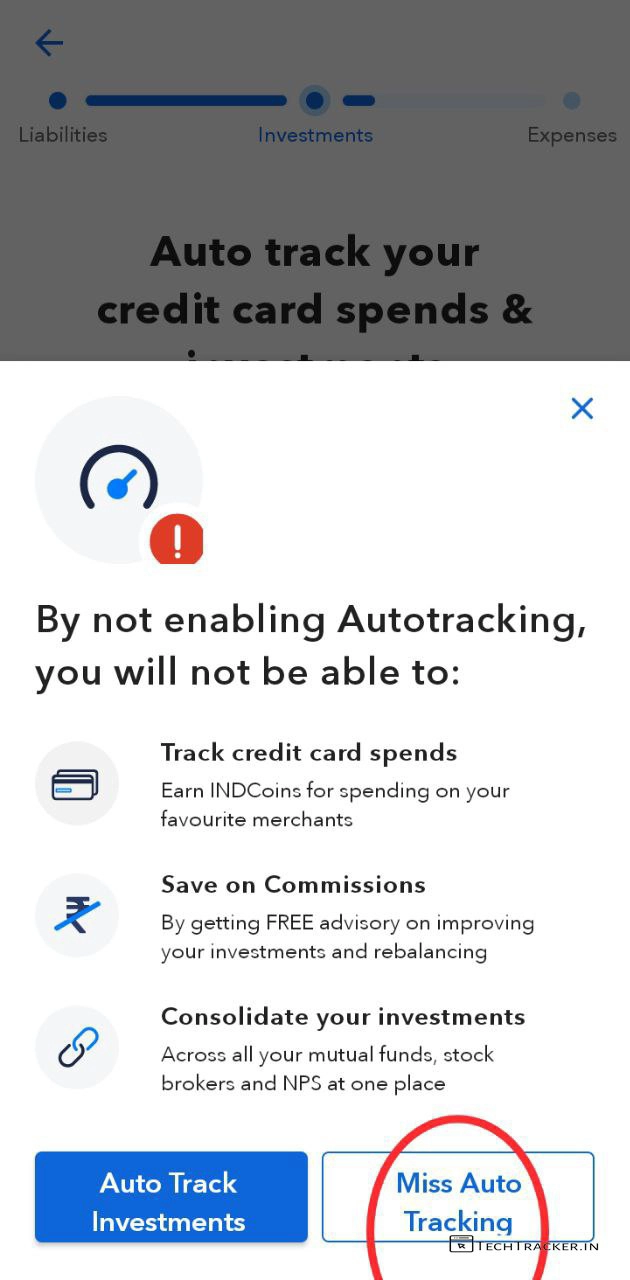 Liabilities
Investments
Expenses
Auto track your
credit card spends &
investments
By not enabling Autotracking,
you will not be able to:
Track credit card spends
Earn INDCoins for spending on your
favourite merchants
Save on Commissions
By getting FREE advisory on improving
your investments and rebalancing
Consolidate your investments
Across all your mutual funds, stock
brokers and NPS at one place
Auto Track
Investments
Miss Auto
Tracking
TECHTRACKER.IN